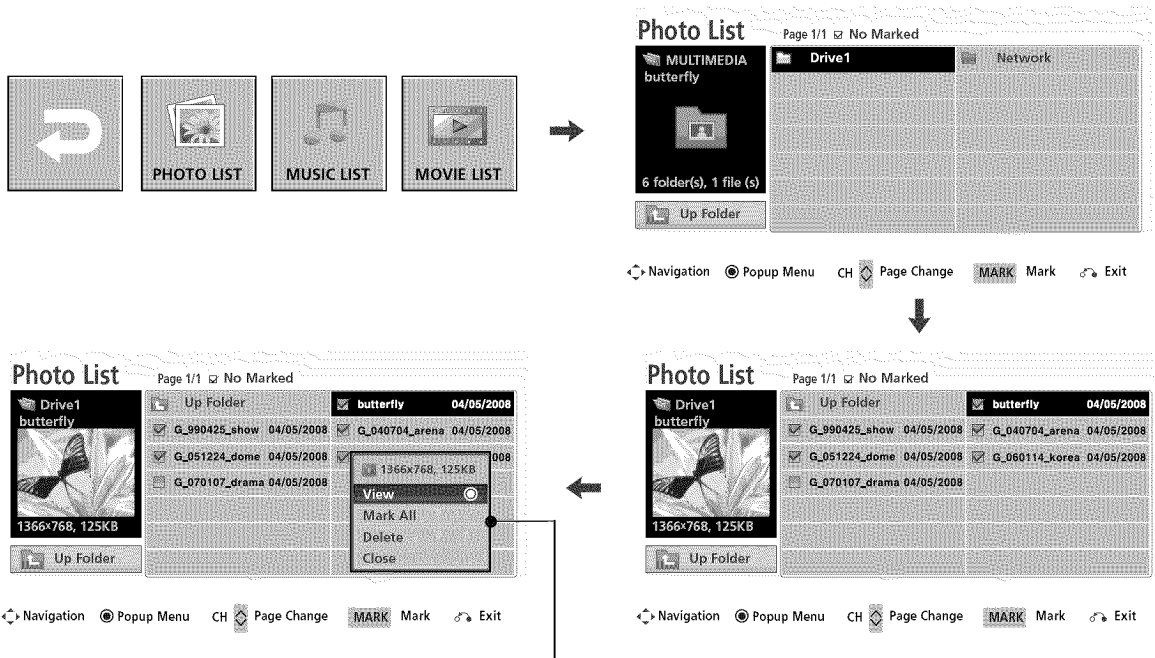 PHOTO LIST
MUSIC LIST
MOVIE LIST
Photo List
Page 1/1 No Marked
MULTIMEDIA
butterfly
6 folder(s), 1 file (s)
Up Folder
Drive1
Network
Navigation Popup Menu CH Page Change MARK Mark Exit
Photo List
Page 1/1 No Marked
Drive1
butterfly
1366x768, 125KB
Up Folder
Up Folder
butterfly 04/05/2008
G_990425_show 04/05/2008
G_040704_arena 04/05/2008
G_051224_dome 04/05/2008
G_060114_korea 04/05/2008
G_070107_drama 04/05/2008
Navigation Popup Menu CH Page Change MARK Mark Exit
Photo List
Page 1/1 No Marked
Drive1
butterfly
1366x768, 125KB
Up Folder
Up Folder
butterfly 04/05/2008
G_990425_show 04/05/2008
G_040704_arena 04/05/2008
G_051224_dome 04/05/2008
008
G_070107_drama 04/05/2008
1366x768, 125KB
View
Mark All
Delete
Close
Navigation Popup Menu CH Page Change MARK Mark Exit